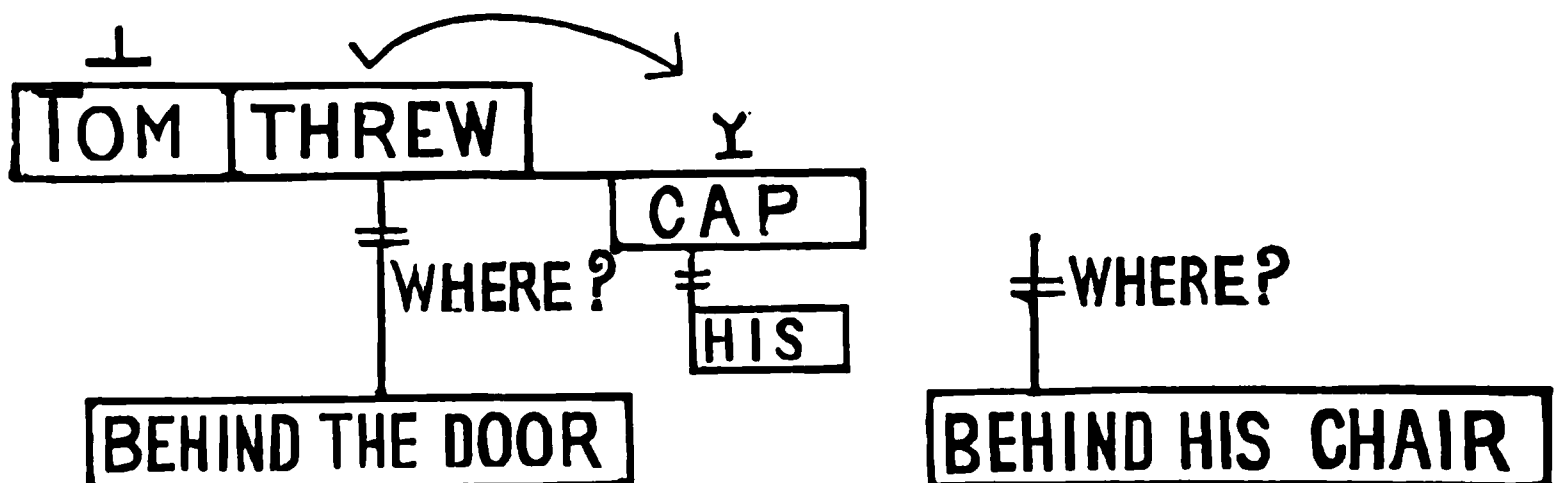 TOM THREW
CAP
WHERE?
HIS
BEHIND THE DOOR
WHERE?
BEHIND HIS CHAIR